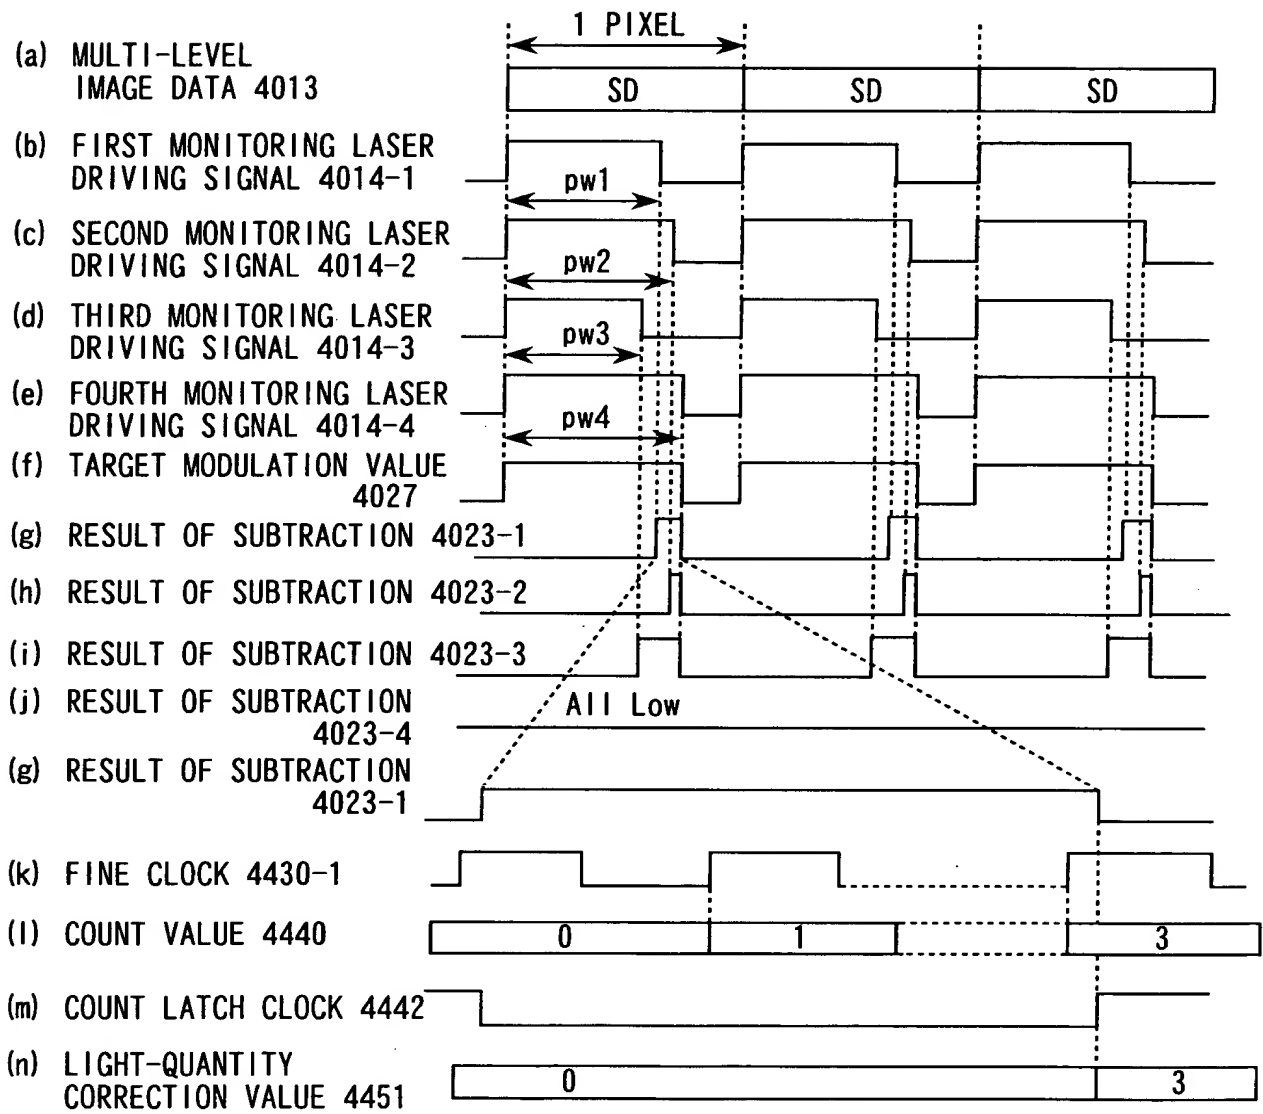 1 PIXEL
(a) MULTI-LEVEL
IMAGE DATA 4013
SD SD SD
(b) FIRST MONITORING LASER
DRIVING SIGNAL 4014-1
pw1
(c) SECOND MONITORING LASER
DRIVING SIGNAL 4014-2
pw2
(d) THIRD MONITORING LASER
DRIVING SIGNAL 4014-3
pw3
(e) FOURTH MONITORING LASER
DRIVING SIGNAL 4014-4
pw4
(f) TARGET MODULATION VALUE
4027
(g) RESULT OF SUBTRACTION 4023-1
(h) RESULT OF SUBTRACTION 4023-2
(i) RESULT OF SUBTRACTION 4023-3
(j) RESULT OF SUBTRACTION
4023-4
All Low
(g) RESULT OF SUBTRACTION
4023-1
(k) FINE CLOCK 4430-1
(l) COUNT VALUE 4440
0 1 3
(m) COUNT LATCH CLOCK 4442
(n) LIGHT-QUANTITY
CORRECTION VALUE 4451
0 3